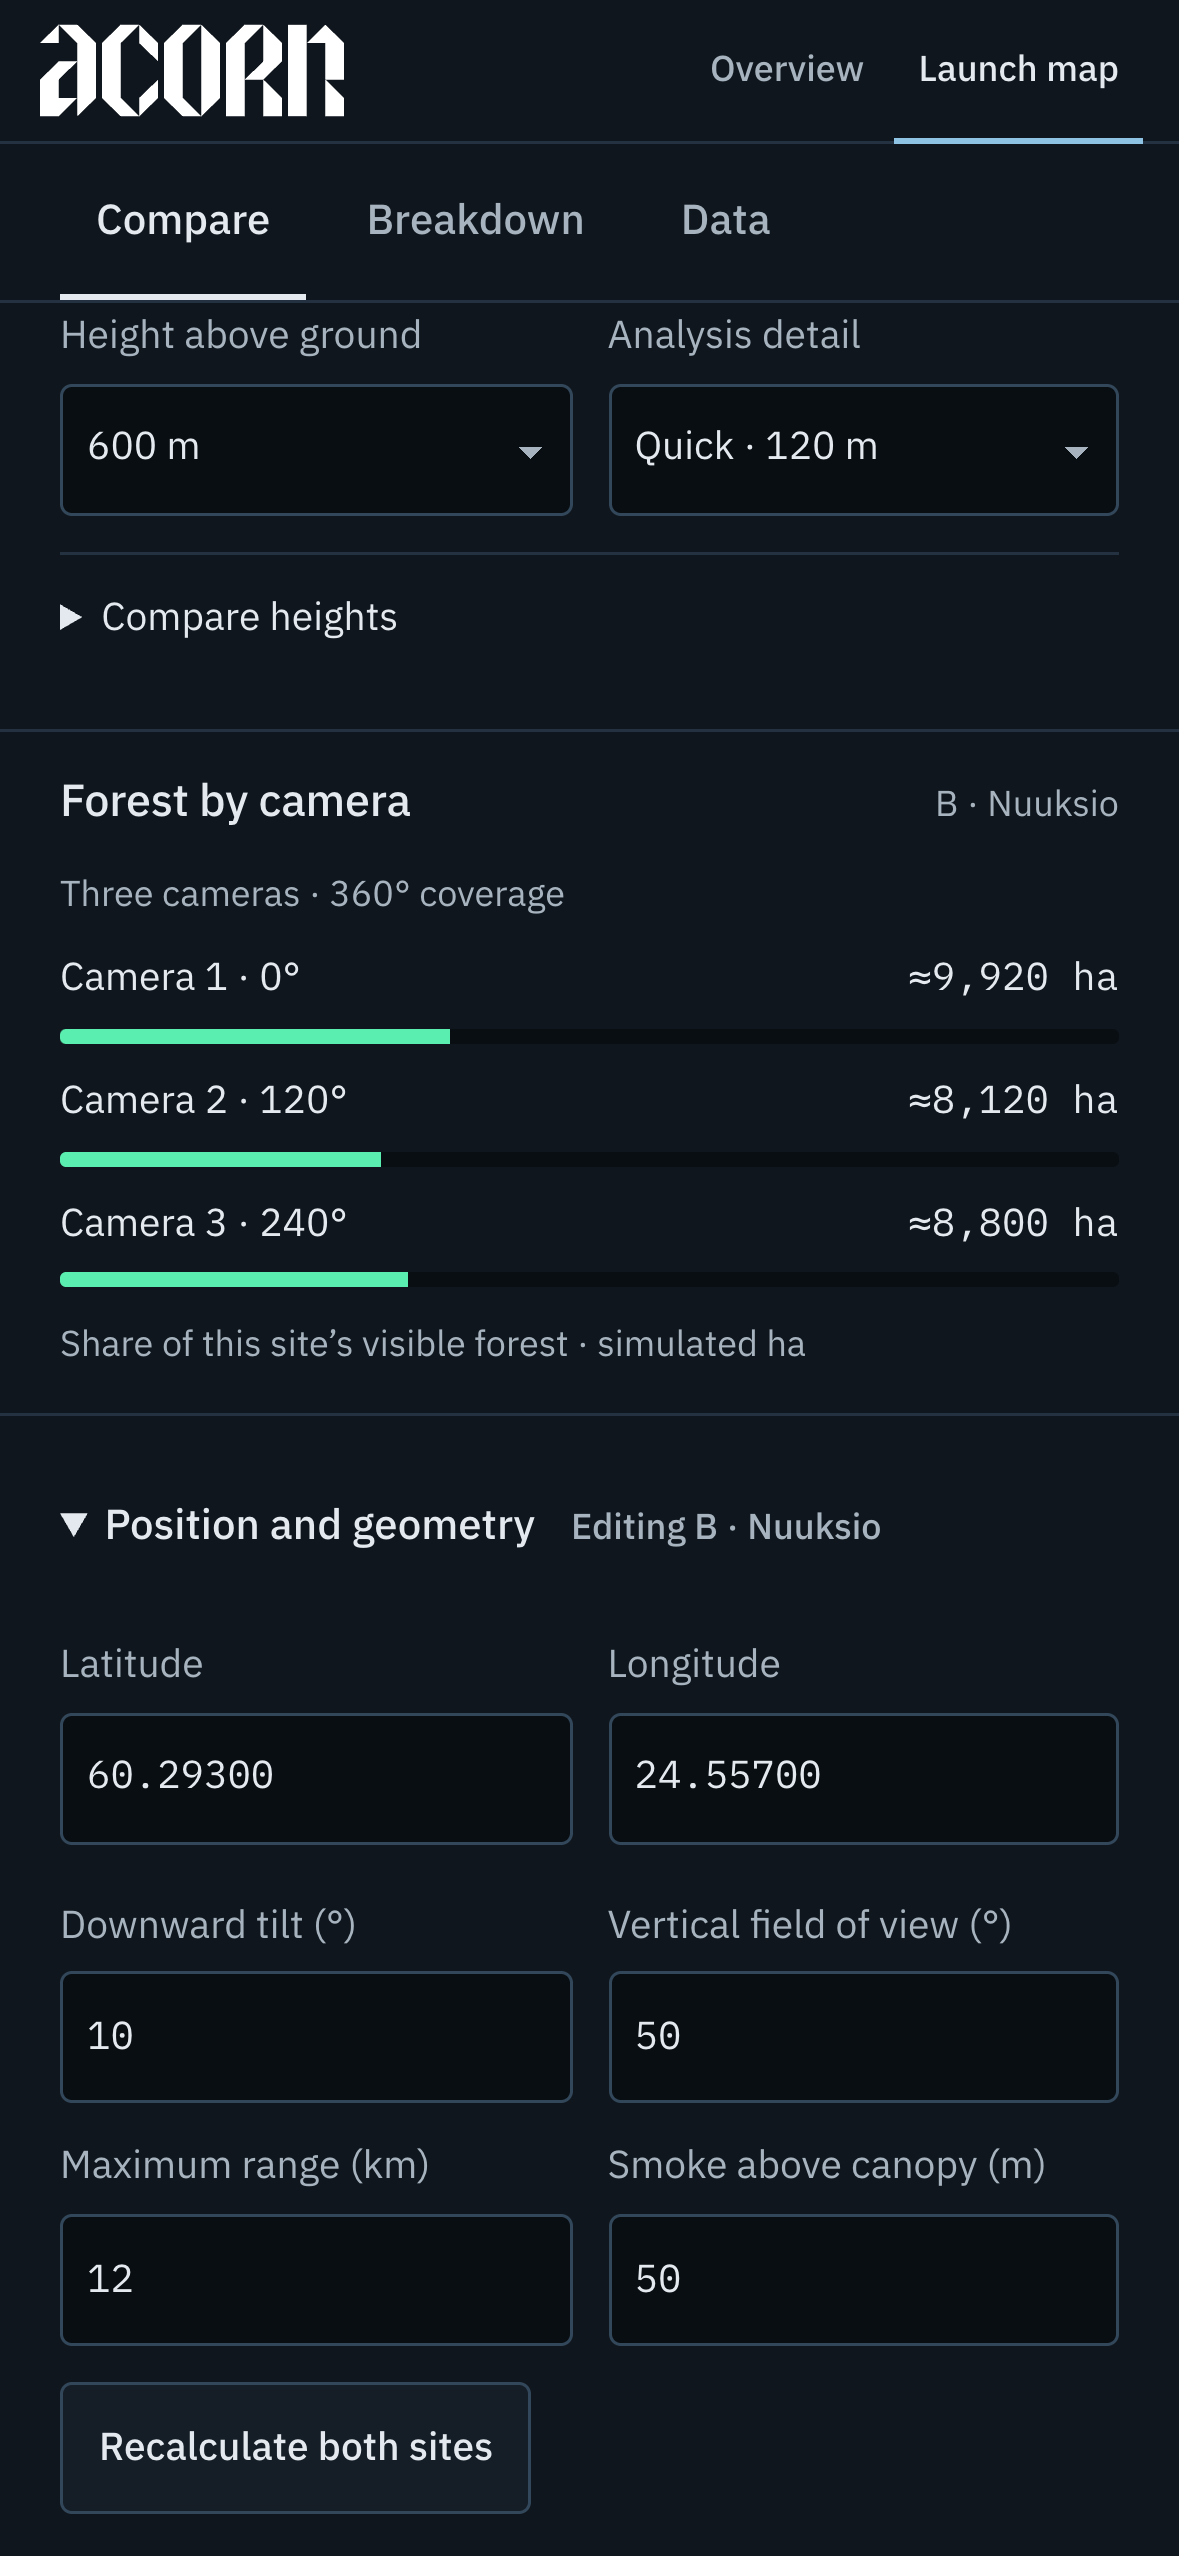 acorn
Overview Launch map
Compare Breakdown Data
Height above ground Analysis detail
600 m Quick · 120 m
Compare heights
Forest by camera B · Nuuksio
Three cameras · 360° coverage
Camera 1 · 0° ≈9,920 ha
Camera 2 · 120° ≈8,120 ha
Camera 3 · 240° ≈8,800 ha
Share of this site’s visible forest · simulated ha
Position and geometry Editing B · Nuuksio
Latitude Longitude
60.29300 24.55700
Downward tilt (°) Vertical field of view (°)
10 50
Maximum range (km) Smoke above canopy (m)
12 50
Recalculate both sites